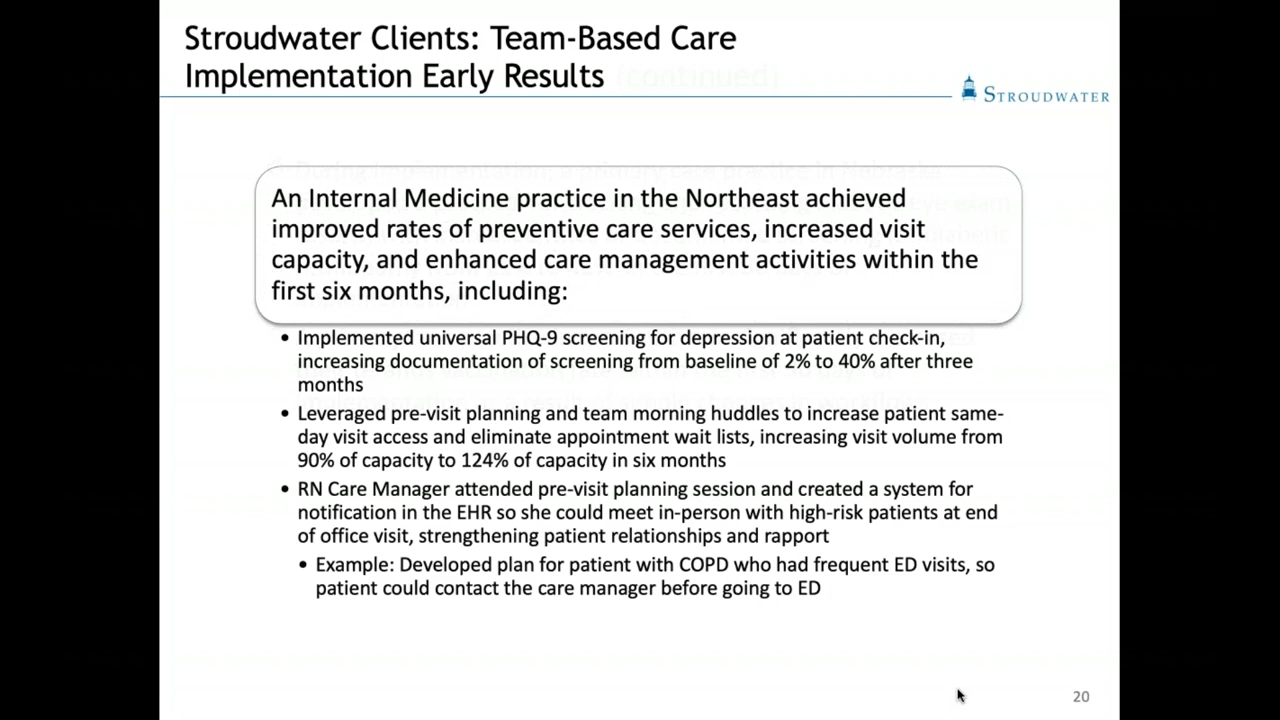 Stroudwater Clients: Team-Based Care
Implementation Early Results (continued)
STROUDWATER
During implementation, a primary care practice in Nebraska
An Internal Medicine practice in the Northeast achieved
improved rates of preventive care services, increased visit
capacity, and enhanced care management activities within the
first six months, including:
• Implemented universal PHQ-9 screening for depression at patient check-in,
increasing documentation of screening from baseline of 2% to 40% after three
months
• Leveraged pre-visit planning and team morning huddles to increase patient same-
day visit access and eliminate appointment wait lists, increasing visit volume from
90% of capacity to 124% of capacity in six months
• RN Care Manager attended pre-visit planning session and created a system for
notification in the EHR so she could meet in-person with high-risk patients at end
of office visit, strengthening patient relationships and rapport
• Example: Developed plan for patient with COPD who had frequent ED visits, so
patient could contact the care manager before going to ED
20